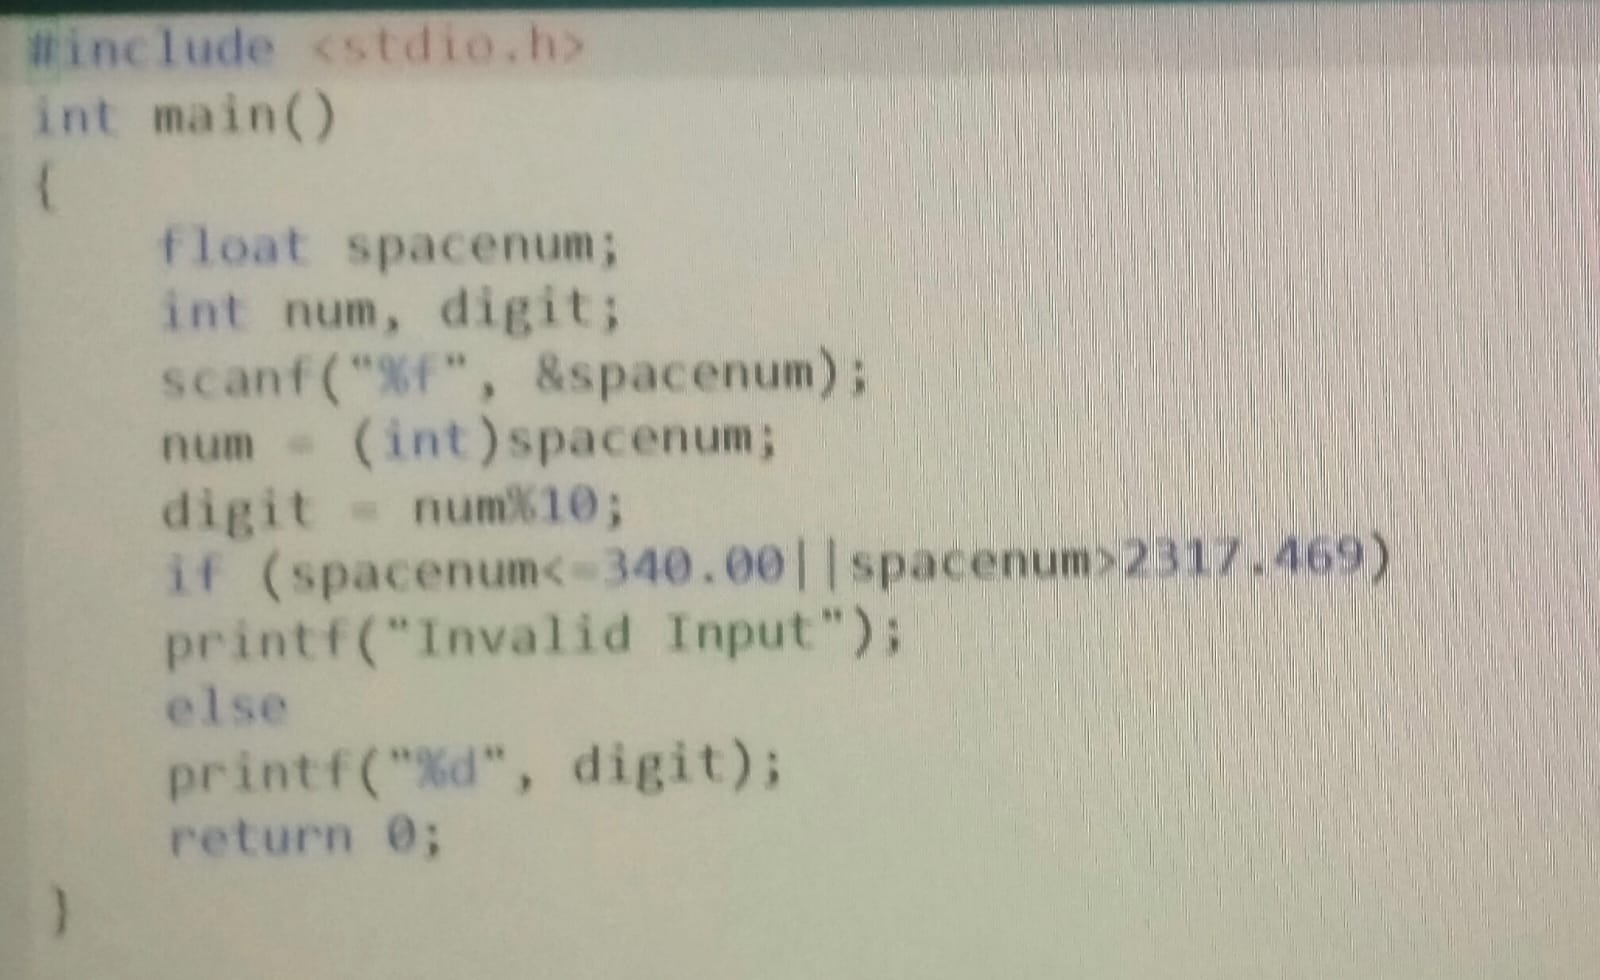 #include <stdio.h>
int main()
{
float spacenum;
int num, digit;
scanf("%f", &spacenum);
num = (int)spacenum;
digit = num%10;
if (spacenum<=340.00||spacenum>2317.469)
printf("Invalid Input");
else
printf("%d", digit);
return 0;
}